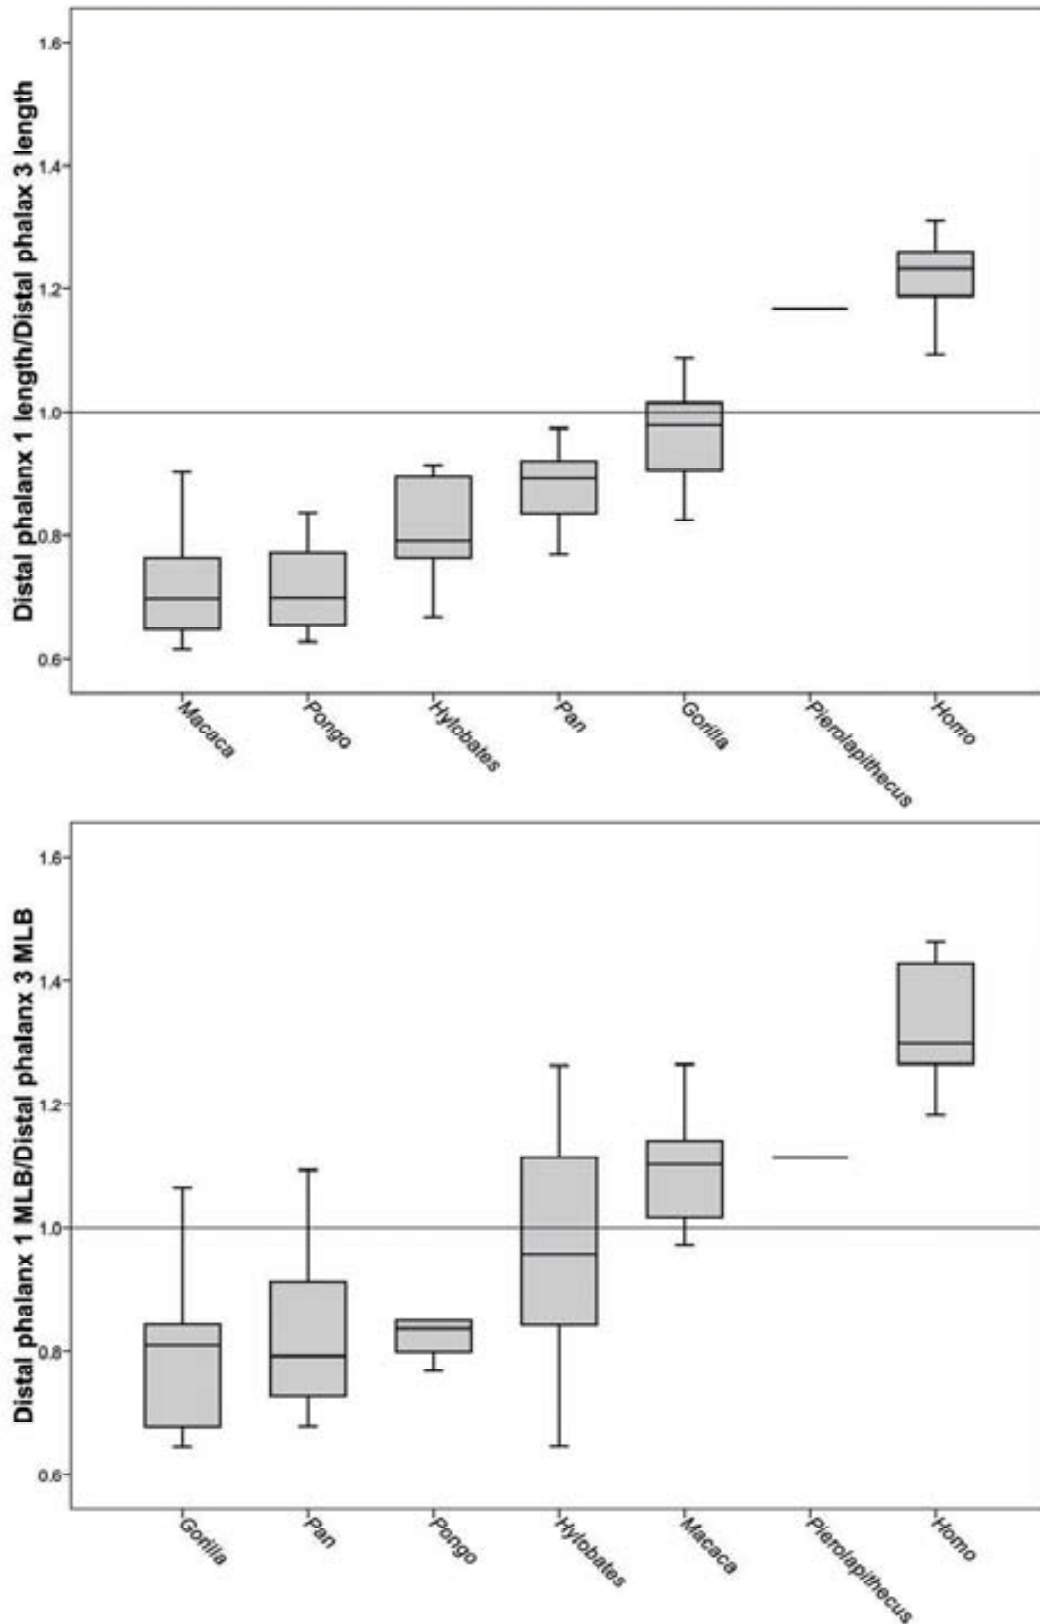 Distal phalanx 1 length/Distal phalax 3 length
1.6
1.4
1.2
1.0
0.8
0.6
Macaca
Pongo
Hylobates
Pan
Gorilla
Pierolapithecus
Homo
Distal phalanx 1 MLB/Distal phalanx 3 MLB
1.6
1.4
1.2
1.0
0.8
0.6
Gorilla
Pan
Pongo
Hylobates
Macaca
Pierolapithecus
Homo